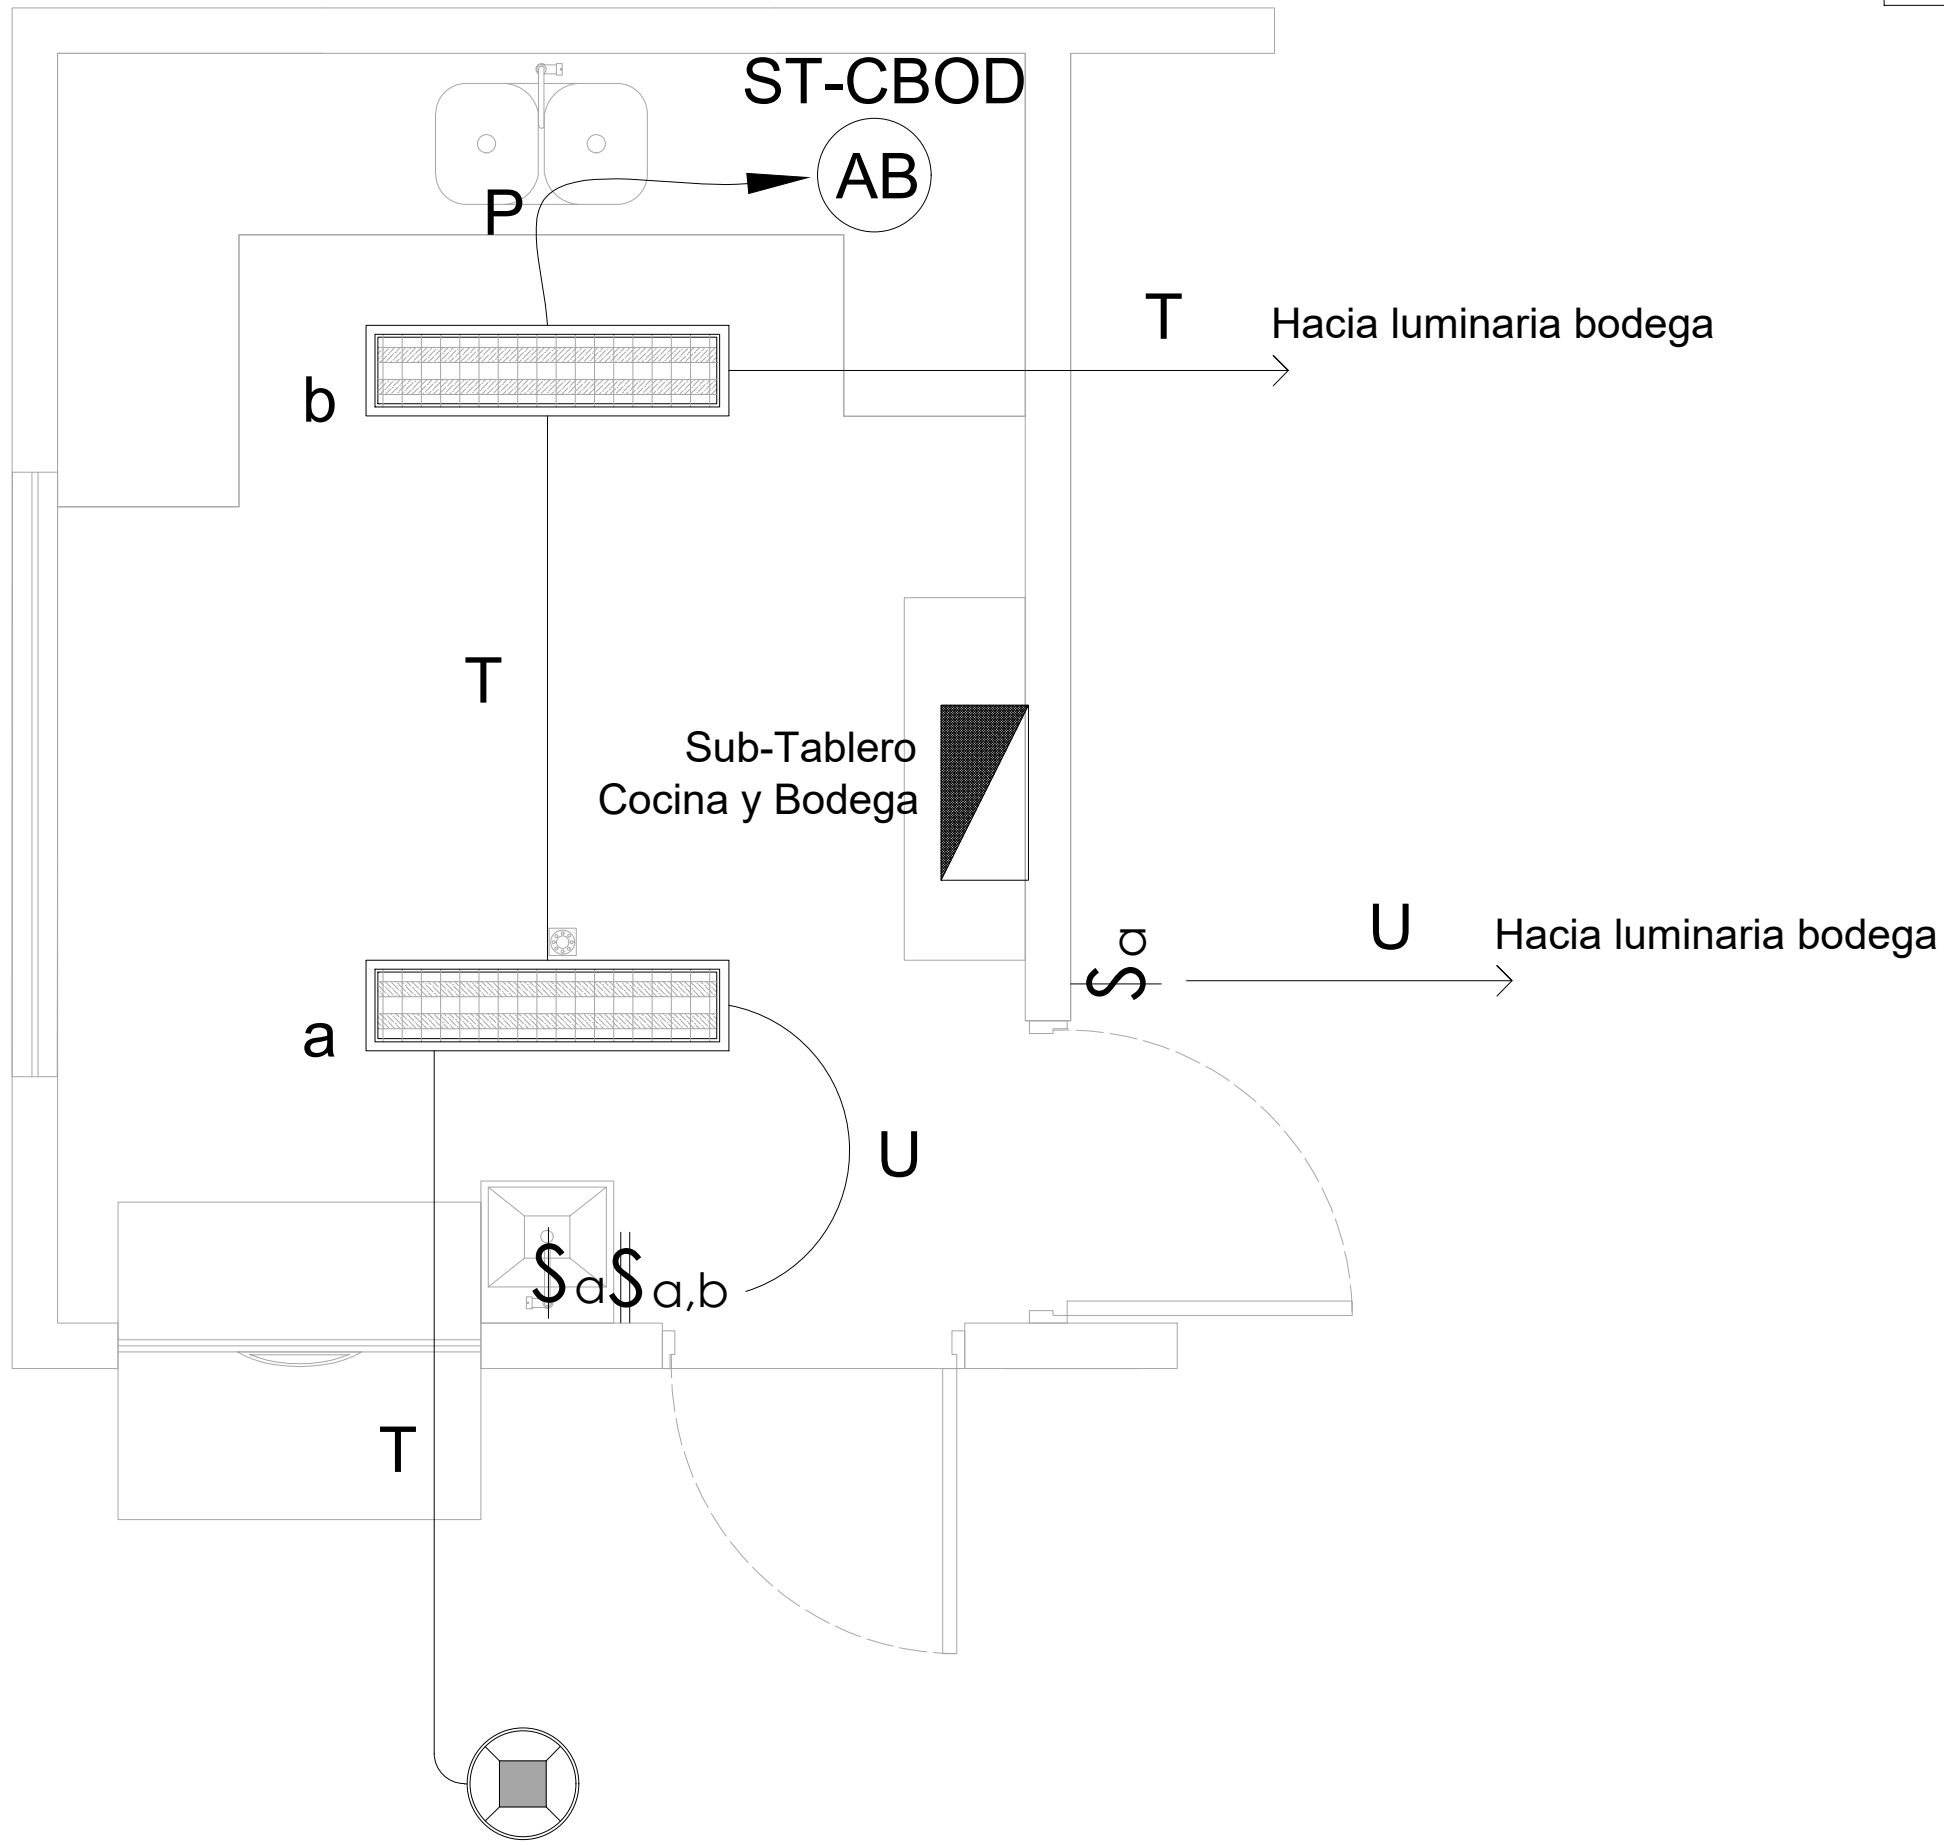 ST-CBOD
AB
P
T
Hacia luminaria bodega
b
T
Sub-Tablero
Cocina y Bodega
U
Hacia luminaria bodega
S a
a
U
S a S a,b
T